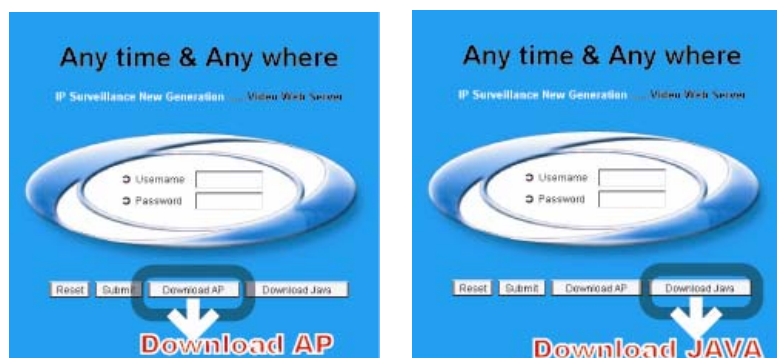 Any time & Any where
IP Surveillance New Generation .... Video Web Server
Username
Password
Reset Submit Download AP Download Java
Download AP
Any time & Any where
IP Surveillance New Generation .... Video Web Server
Username
Password
Reset Submit Download AP Download Java
Download JAVA